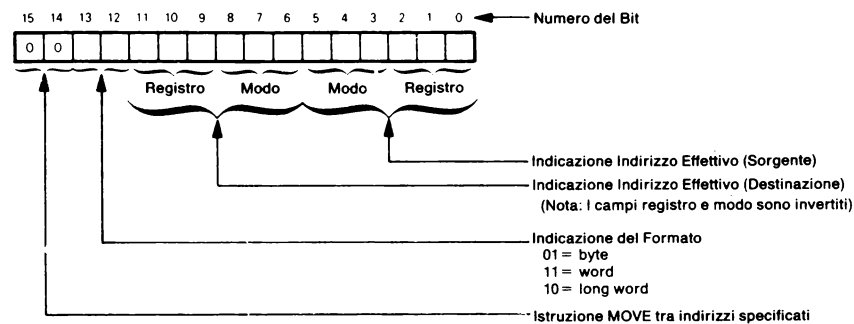 15 14 13 12 11 10 9 8 7 6 5 4 3 2 1 0 Numero del Bit
0 0
Registro Modo Modo Registro
Indicazione Indirizzo Effettivo (Sorgente)
Indicazione Indirizzo Effettivo (Destinazione)
(Nota: I campi registro e modo sono invertiti)
Indicazione del Formato
01 = byte
11 = word
10 = long word
Istruzione MOVE tra indirizzi specificati